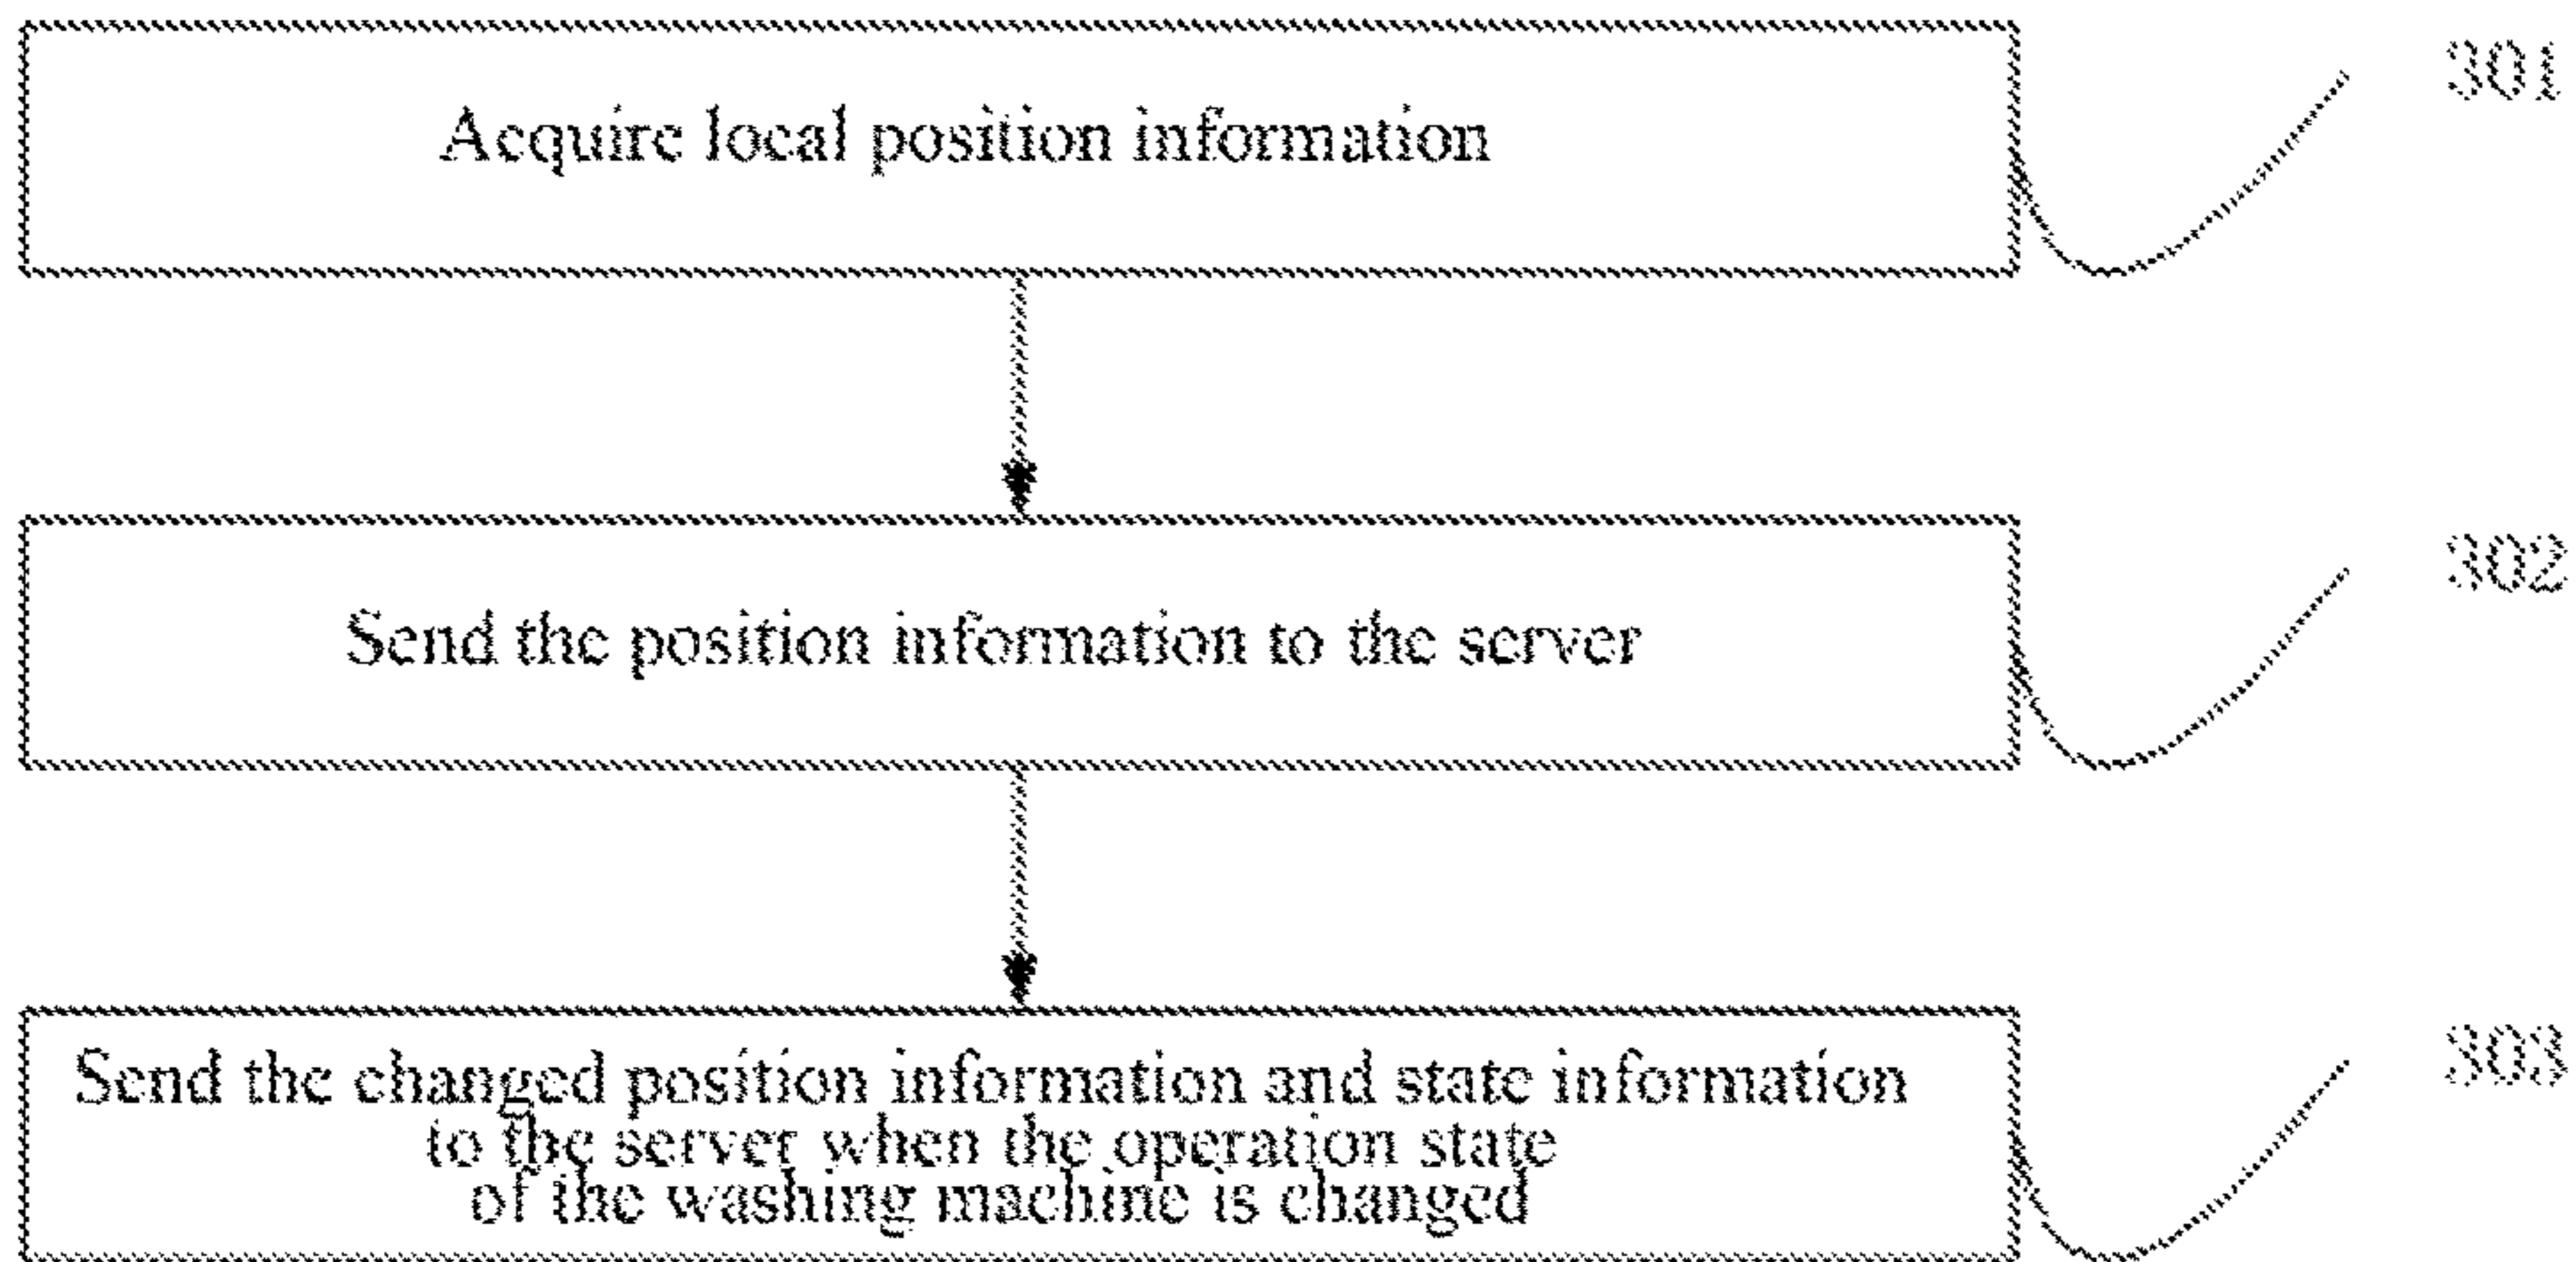 Acquire local position information
301
Send the position information to the server
302
Send the changed position information and state information
to the server when the operation state
of the washing machine is changed
303